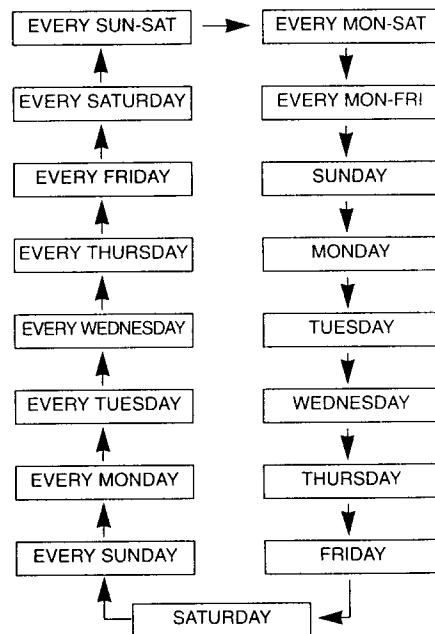 EVERY SUN-SAT
EVERY MON-SAT
EVERY SATURDAY
EVERY MON-FRI
EVERY FRIDAY
SUNDAY
EVERY THURSDAY
MONDAY
EVERY WEDNESDAY
TUESDAY
EVERY TUESDAY
WEDNESDAY
EVERY MONDAY
THURSDAY
EVERY SUNDAY
FRIDAY
SATURDAY